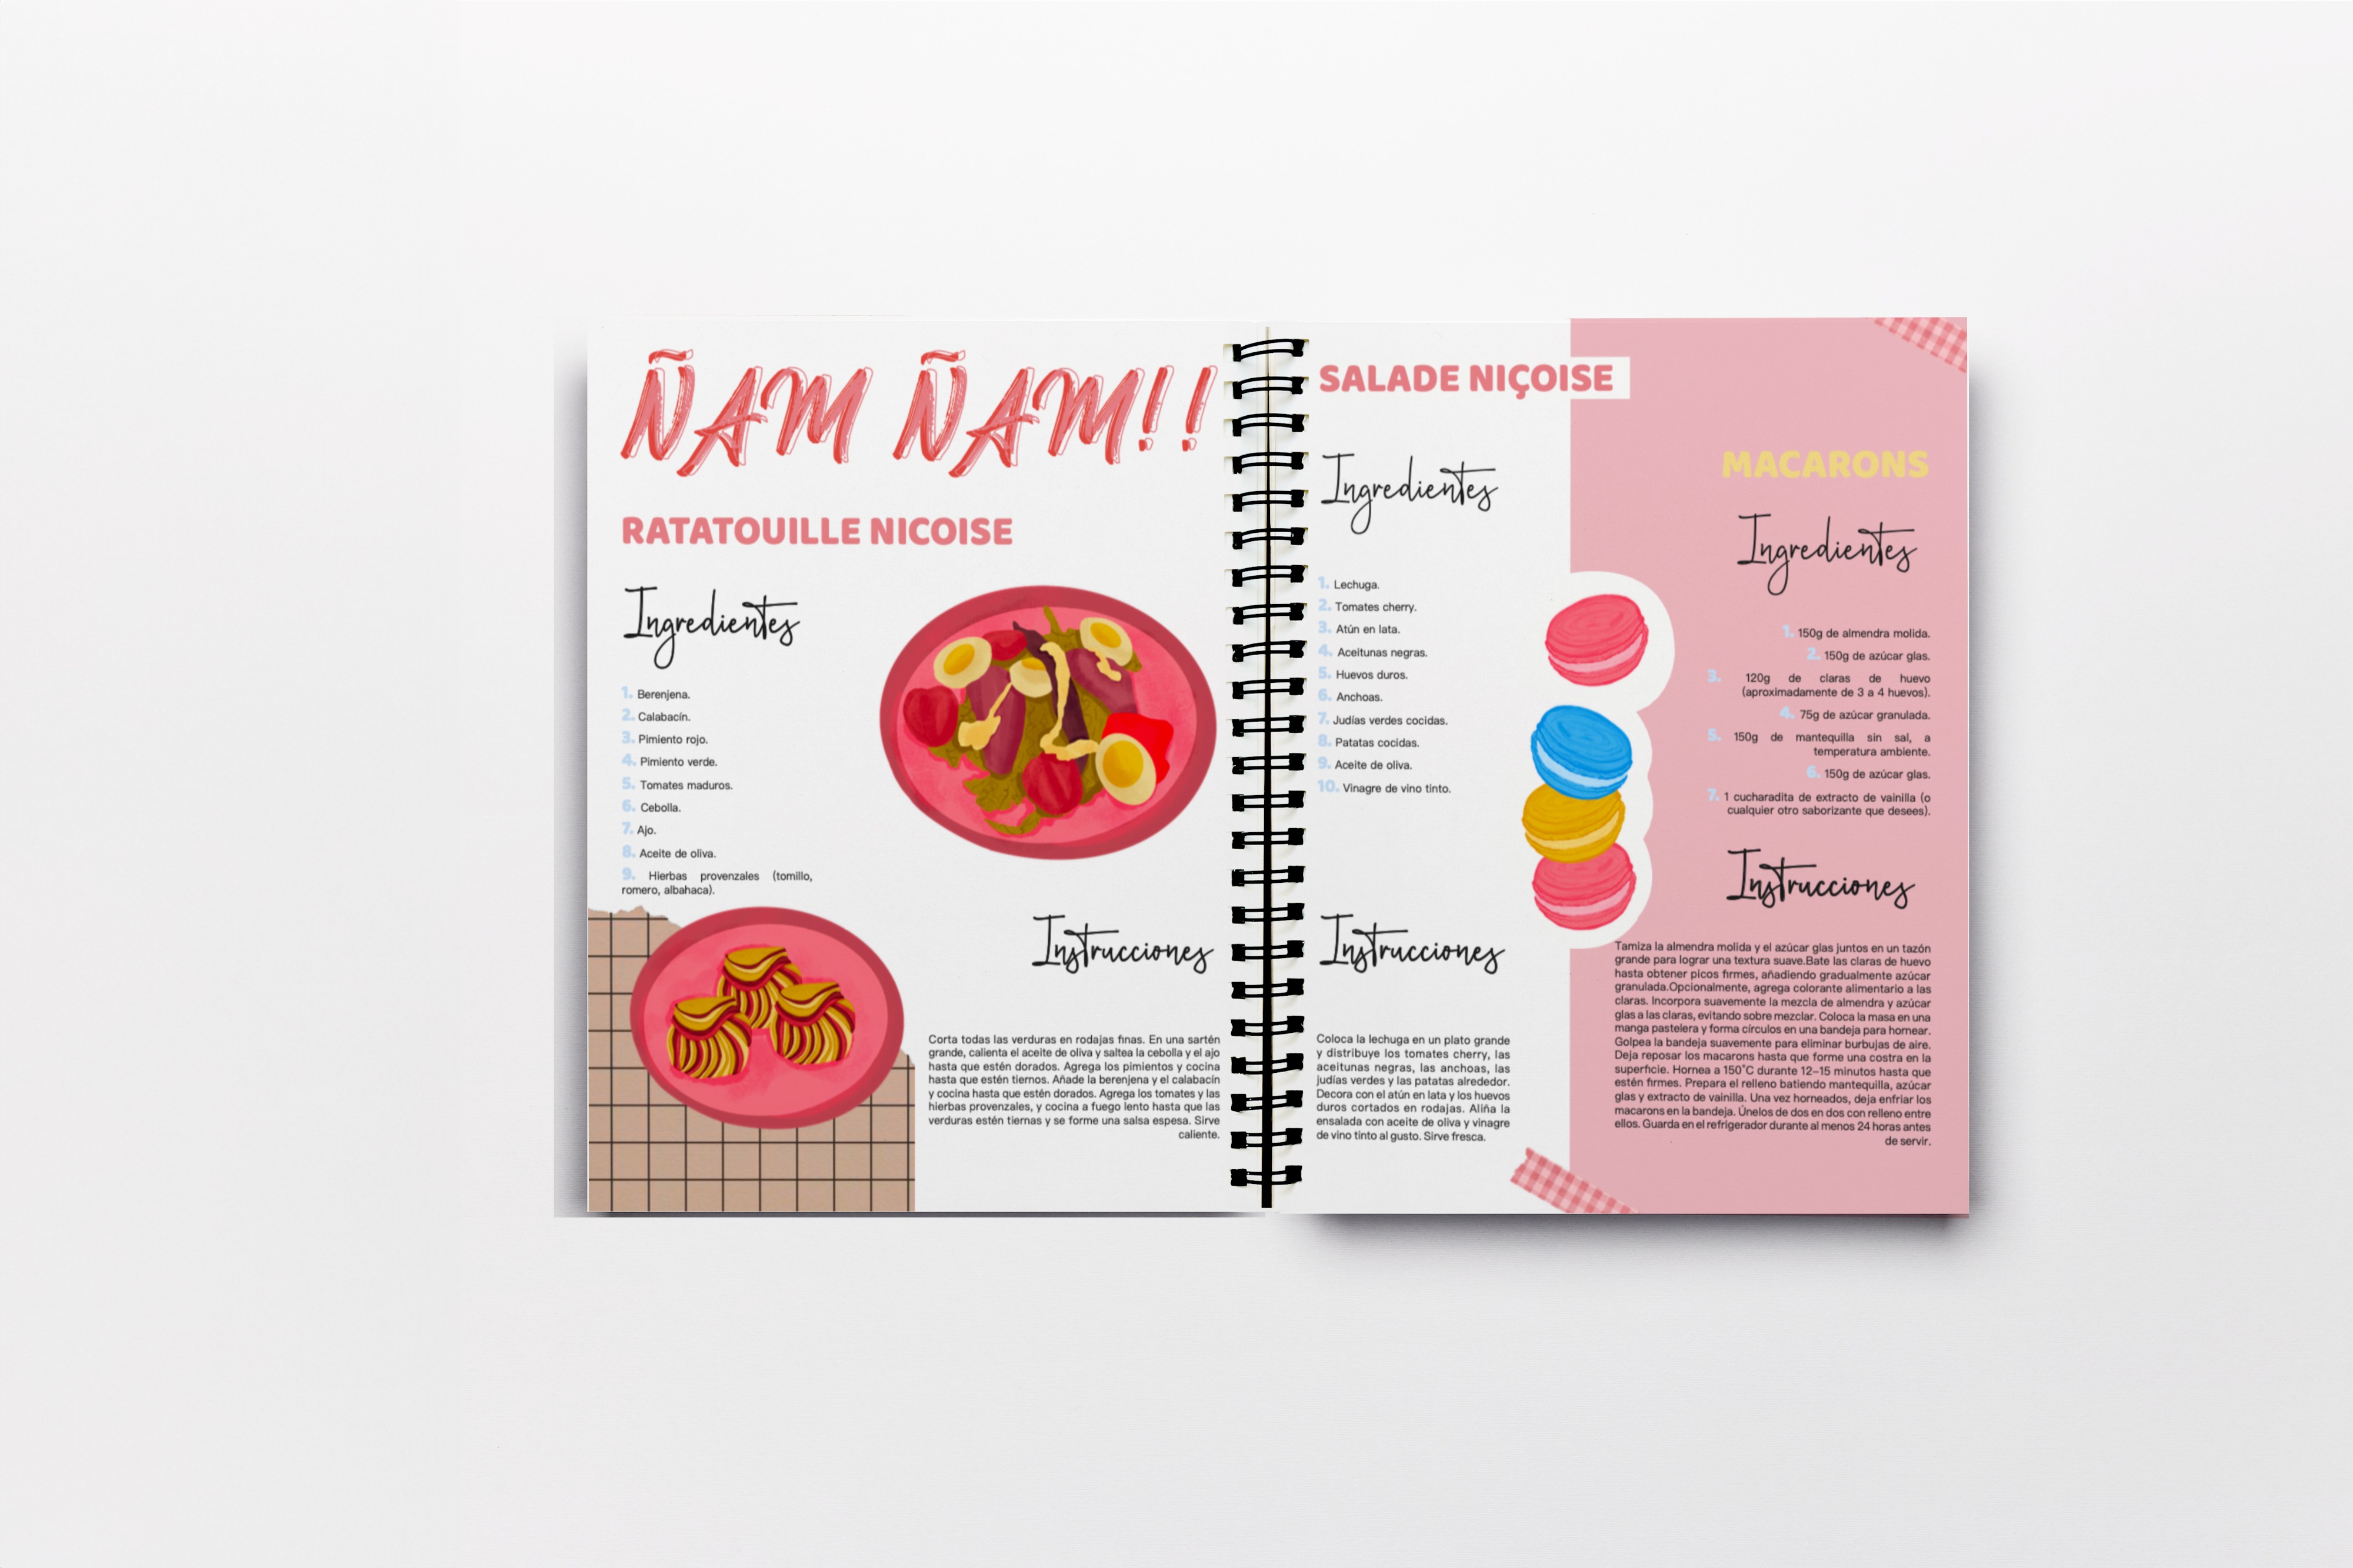 ÑAM ÑAM!!
RATATOUILLE NICOISE
Ingredientes
1. Berenjena.
2. Calabacín.
3. Pimiento rojo.
4. Pimiento verde.
5. Tomates maduros.
6. Cebolla.
7. Ajo.
8. Aceite de oliva.
9. Hierbas provenzales (tomillo,
romero, albahaca).
Instrucciones
Corta todas las verduras en rodajas finas. En una sartén
grande, calienta el aceite de oliva y saltea la cebolla y el ajo
hasta que estén dorados. Agrega los pimientos y cocina
hasta que estén tiernos. Añade la berenjena y el calabacín
y cocina hasta que estén dorados. Agrega los tomates y las
hierbas provenzales, y cocina a fuego lento hasta que las
verduras estén tiernas y se forme una salsa espesa. Sirve
caliente.
SALADE NIÇOISE
Ingredientes
1. Lechuga.
2. Tomates cherry.
3. Atún en lata.
4. Aceitunas negras.
5. Huevos duros.
6. Anchoas.
7. Judías verdes cocidas.
8. Patatas cocidas.
9. Aceite de oliva.
10. Vinagre de vino tinto.
Instrucciones
Coloca la lechuga en un plato grande
y distribuye los tomates cherry, las
aceitunas negras, las anchoas, las
judías verdes y las patatas alrededor.
Decora con el atún en lata y los huevos
duros cortados en rodajas. Aliña la
ensalada con aceite de oliva y vinagre
de vino tinto al gusto. Sirve fresca.
MACARONS
Ingredientes
1. 150g de almendra molida.
2. 150g de azúcar glas.
3. 120g de claras de huevo
(aproximadamente de 3 a 4 huevos).
4. 75g de azúcar granulada.
5. 150g de mantequilla sin sal, a
temperatura ambiente.
6. 150g de azúcar glas.
7. 1 cucharadita de extracto de vainilla (o
cualquier otro saborizante que desees).
Instrucciones
Tamiza la almendra molida y el azúcar glas juntos en un tazón
grande para lograr una textura suave.Bate las claras de huevo
hasta obtener picos firmes, añadiendo gradualmente azúcar
granulada.Opcionalmente, agrega colorante alimentario a las
claras. Incorpora suavemente la mezcla de almendra y azúcar
glas a las claras, evitando sobre mezclar. Coloca la masa en una
manga pastelera y forma círculos en una bandeja para hornear.
Golpea la bandeja suavemente para eliminar burbujas de aire.
Deja reposar los macarons hasta que forme una costra en la
superficie. Hornea a 150°C durante 12–15 minutos hasta que
estén firmes. Prepara el relleno batiendo mantequilla, azúcar
glas y extracto de vainilla. Una vez horneados, deja enfriar los
macarons en la bandeja. Únelos de dos en dos con relleno entre
ellos. Guarda en el refrigerador durante al menos 24 horas antes
de servir.